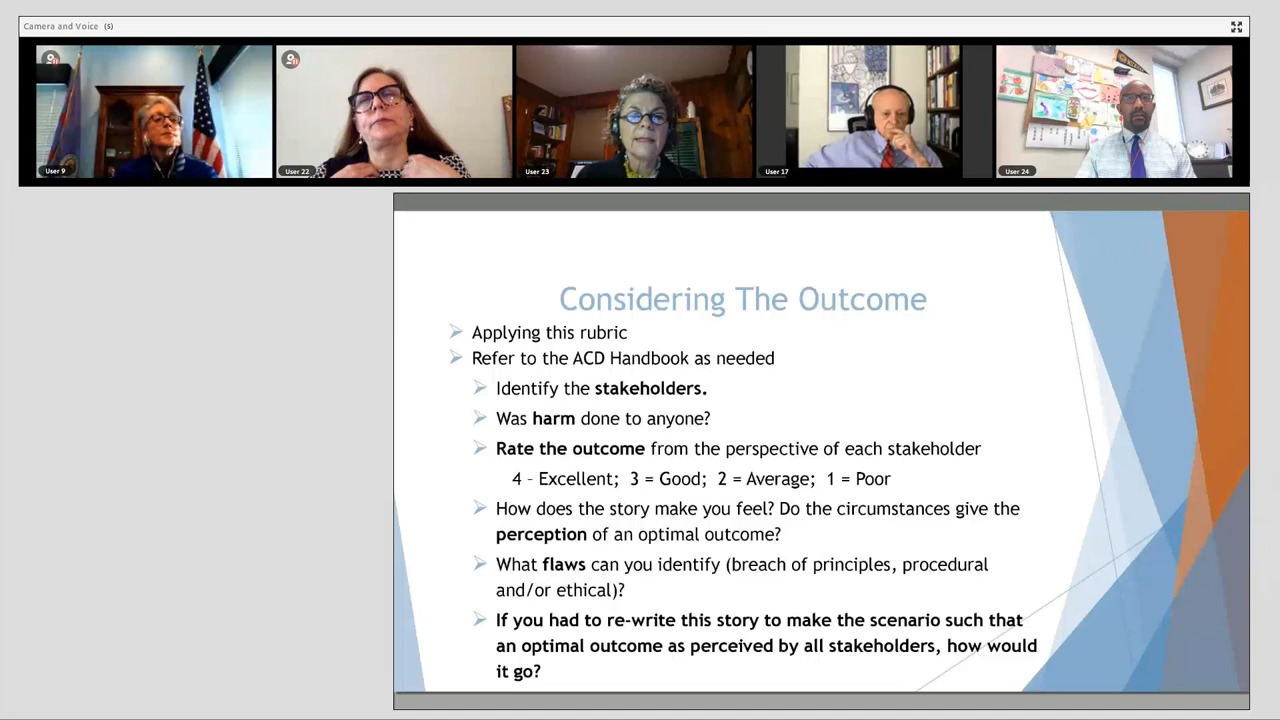 Camera and Voice (5)
User 9
User 22
User 23
User 17
User 24
Considering The Outcome
Applying this rubric
Refer to the ACD Handbook as needed
Identify the stakeholders.
Was harm done to anyone?
Rate the outcome from the perspective of each stakeholder
4 – Excellent; 3 = Good; 2 = Average; 1 = Poor
How does the story make you feel? Do the circumstances give the
perception of an optimal outcome?
What flaws can you identify (breach of principles, procedural
and/or ethical)?
If you had to re-write this story to make the scenario such that
an optimal outcome as perceived by all stakeholders, how would
it go?